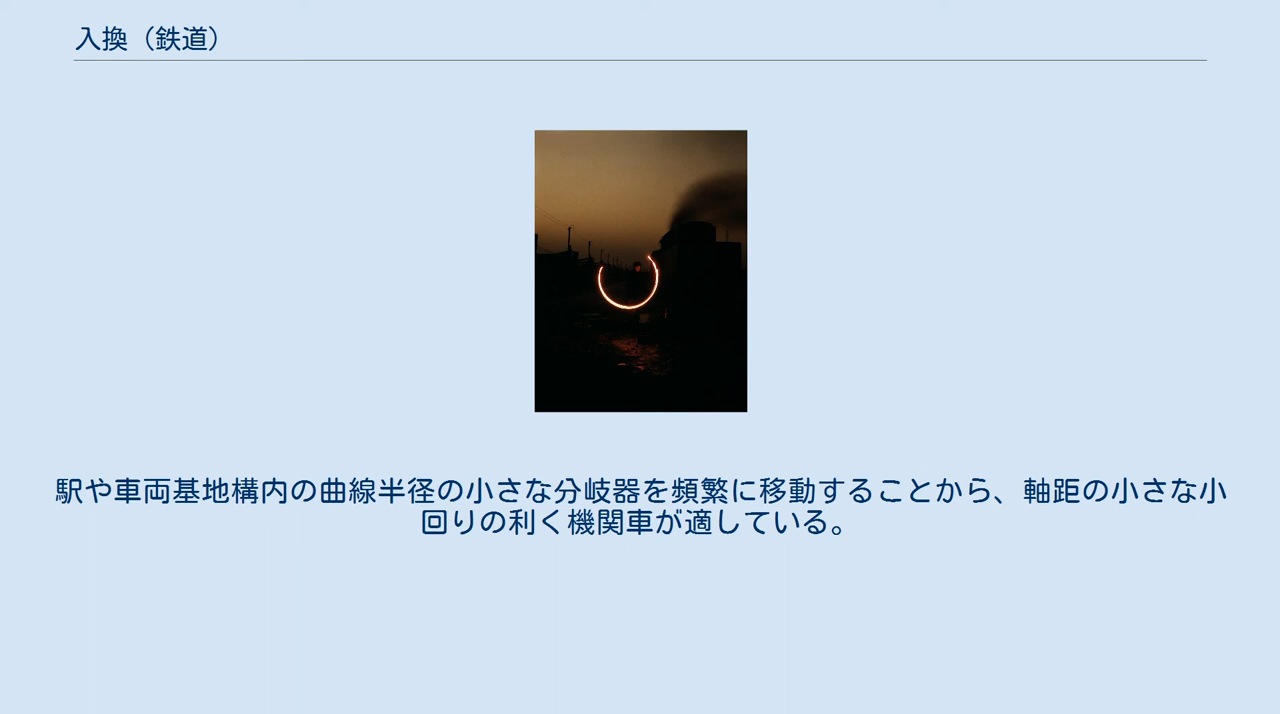 入換（鉄道）
駅や車両基地構内の曲線半径の小さな分岐器を頻繁に移動することから、軸距の小さな小
回りの利く機関車が適している。